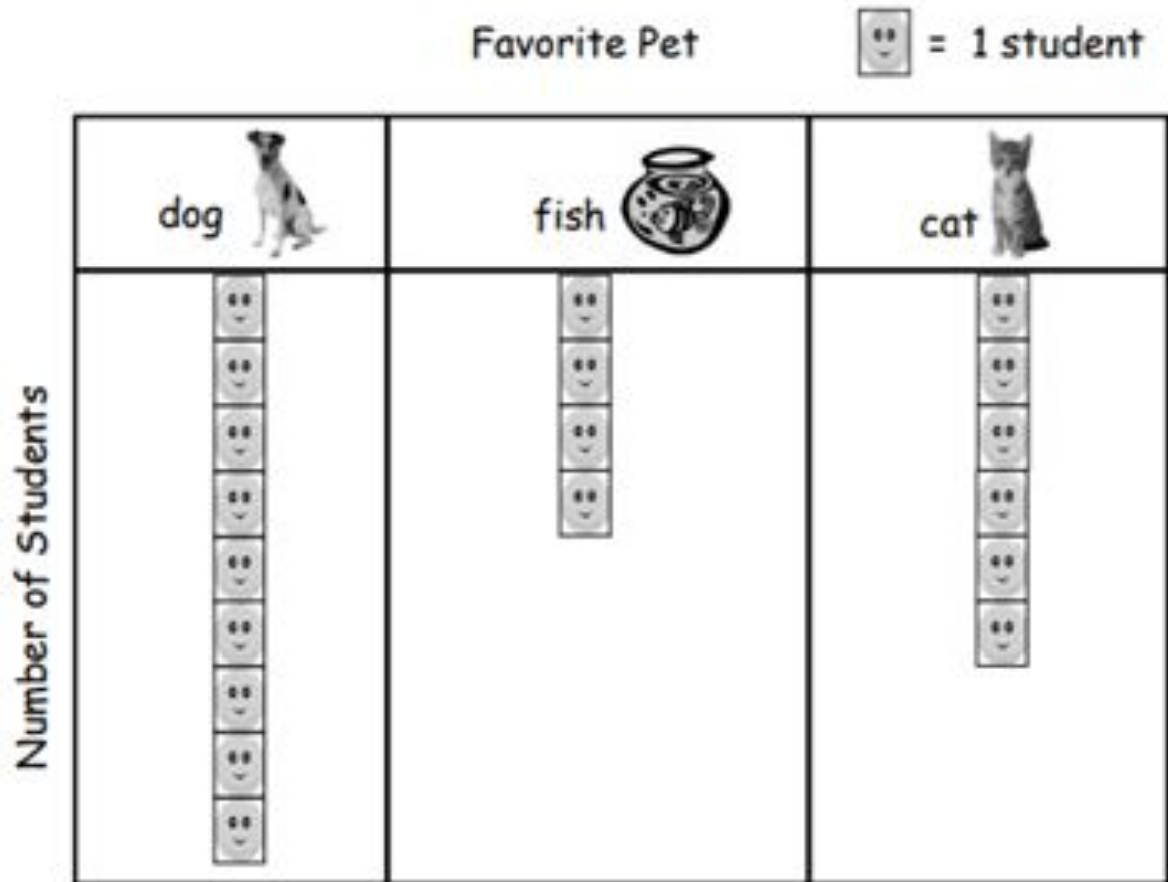 Favorite Pet
= 1 student
dog
fish
cat
Number of Students